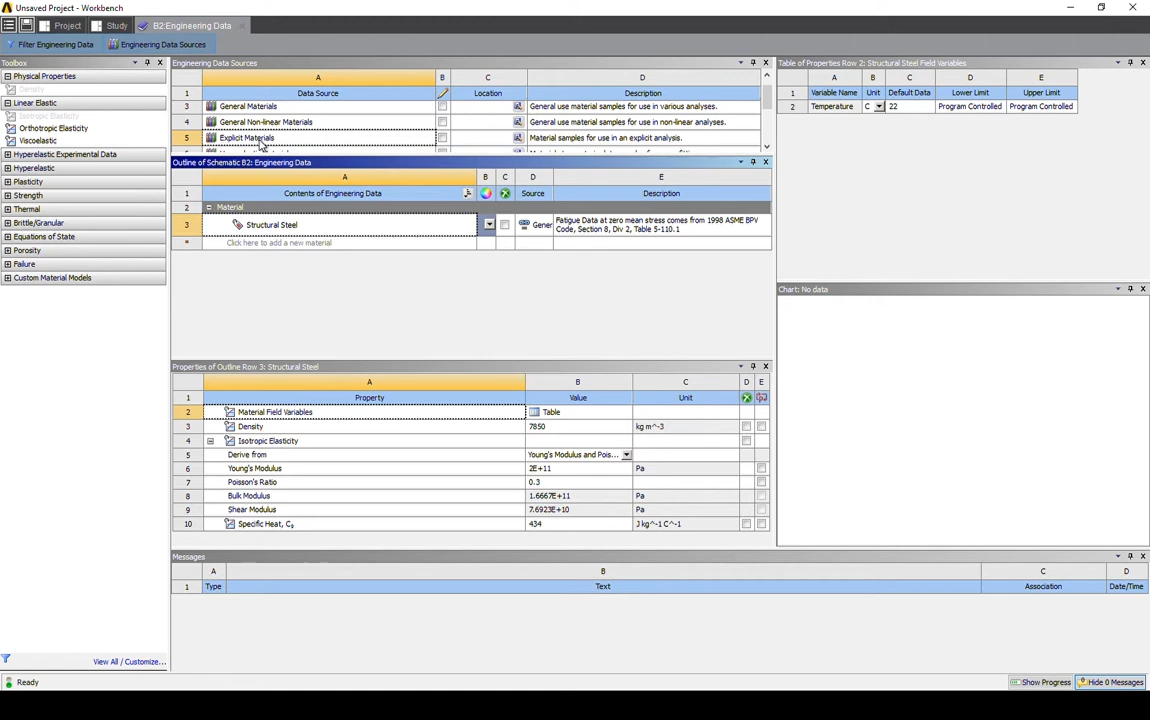 Unsaved Project - Workbench
Project
Study
B2:Engineering Data
Filter Engineering Data
Engineering Data Sources
Toolbox
Physical Properties
Density
Linear Elastic
Isotropic Elasticity
Orthotropic Elasticity
Viscoelastic
Hyperelastic Experimental Data
Hyperelastic
Plasticity
Strength
Thermal
Brittle/Granular
Equations of State
Porosity
Failure
Custom Material Models
View All / Customize...
Engineering Data Sources
A B C D
1 Data Source Location Description
3 General Materials General use material samples for use in various analyses.
4 General Non-linear Materials General use material samples for use in non-linear analyses.
5 Explicit Materials Material samples for use in an explicit analysis.
Outline of Schematic B2: Engineering Data
A B C D E
1 Contents of Engineering Data Source Description
2 Material
3 Structural Steel Gener Fatigue Data at zero mean stress comes from 1998 ASME BPV
Code, Section 8, Div 2, Table 5-110.1
* Click here to add a new material
Properties of Outline Row 3: Structural Steel
A B C D E
1 Property Value Unit
2 Material Field Variables Table
3 Density 7850 kg m^-3
4 Isotropic Elasticity
5 Derive from Young's Modulus and Pois...
6 Young's Modulus 2E+11 Pa
7 Poisson's Ratio 0.3
8 Bulk Modulus 1.6667E+11 Pa
9 Shear Modulus 7.6923E+10 Pa
10 Specific Heat, Cₚ 434 J kg^-1 C^-1
Table of Properties Row 2: Structural Steel Field Variables
A B C D E
1 Variable Name Unit Default Data Lower Limit Upper Limit
2 Temperature C 22 Program Controlled Program Controlled
Chart: No data
Messages
A B C D
1 Type Text Association Date/Time
Ready
Show Progress
Hide 0 Messages